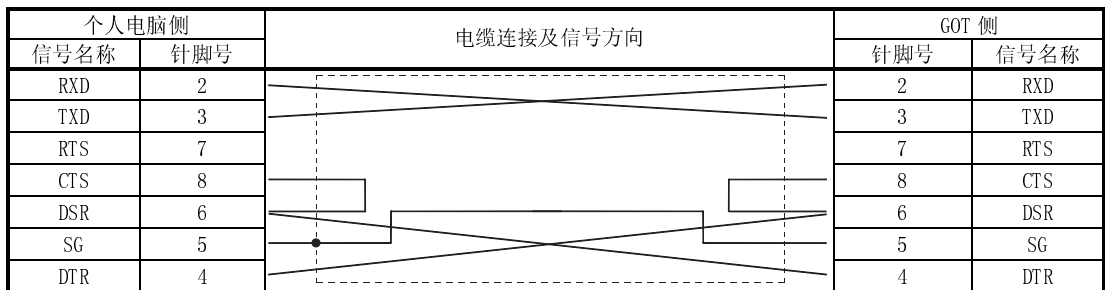 个人电脑侧 电缆连接及信号方向 GOT 侧
信号名称 针脚号 针脚号 信号名称
RXD 2 2 RXD
TXD 3 3 TXD
RTS 7 7 RTS
CTS 8 8 CTS
DSR 6 6 DSR
SG 5 5 SG
DTR 4 4 DTR